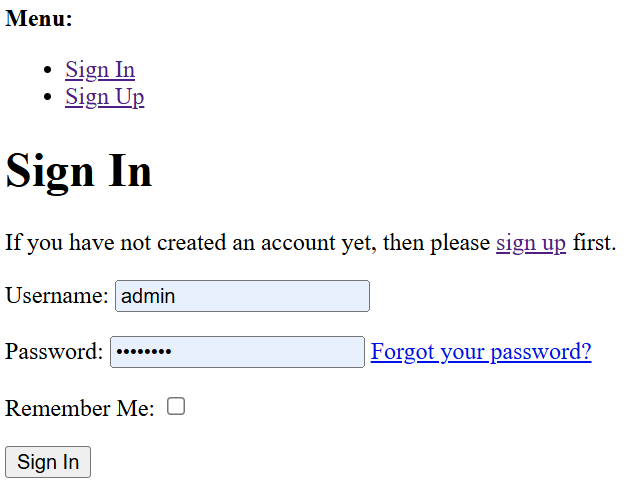 Menu:
Sign In
Sign Up
Sign In
If you have not created an account yet, then please sign up first.
Username: admin
Password: •••••••• Forgot your password?
Remember Me:
Sign In